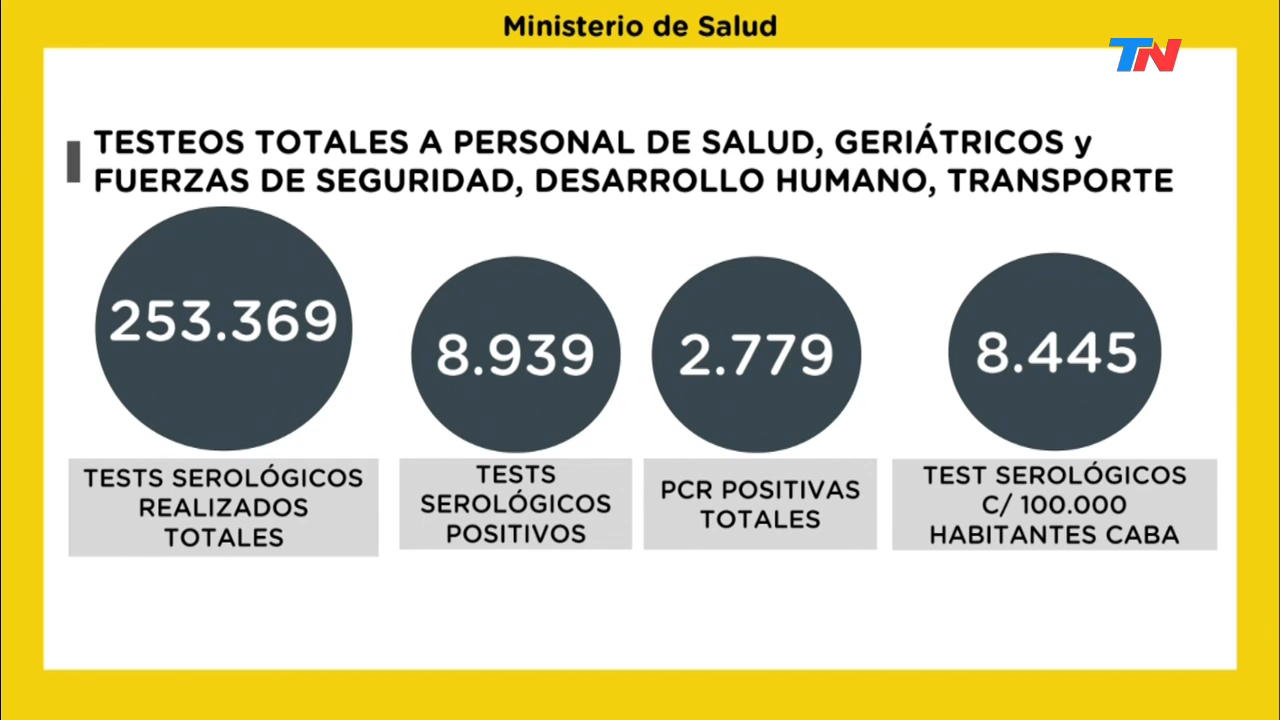 Ministerio de Salud
TN
TESTEOS TOTALES A PERSONAL DE SALUD, GERIÁTRICOS y
FUERZAS DE SEGURIDAD, DESARROLLO HUMANO, TRANSPORTE
253.369
8.939
2.779
8.445
TESTS SEROLÓGICOS
REALIZADOS
TOTALES
TESTS
SEROLÓGICOS
POSITIVOS
PCR POSITIVAS
TOTALES
TEST SEROLÓGICOS
C/ 100.000
HABITANTES CABA